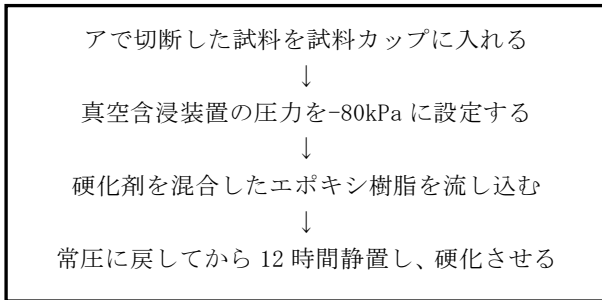 アで切断した試料を試料カップに入れる
↓
真空含浸装置の圧力を-80kPa に設定する
↓
硬化剤を混合したエポキシ樹脂を流し込む
↓
常圧に戻してから 12 時間静置し、硬化させる